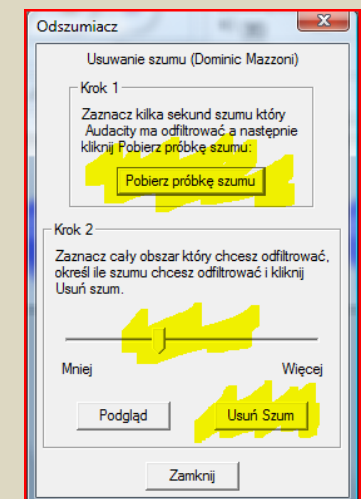 Odszumiacz
Usuwanie szumu (Dominic Mazzoni)
Krok 1
Zaznacz kilka sekund szumu który
Audacity ma odfiltrować a następnie
kliknij Pobierz próbkę szumu:
Pobierz próbkę szumu
Krok 2
Zaznacz cały obszar który chcesz odfiltrować,
określ ile szumu chcesz odfiltrować i kliknij
Usuń szum.
Mniej Więcej
Podgląd Usuń Szum
Zamknij